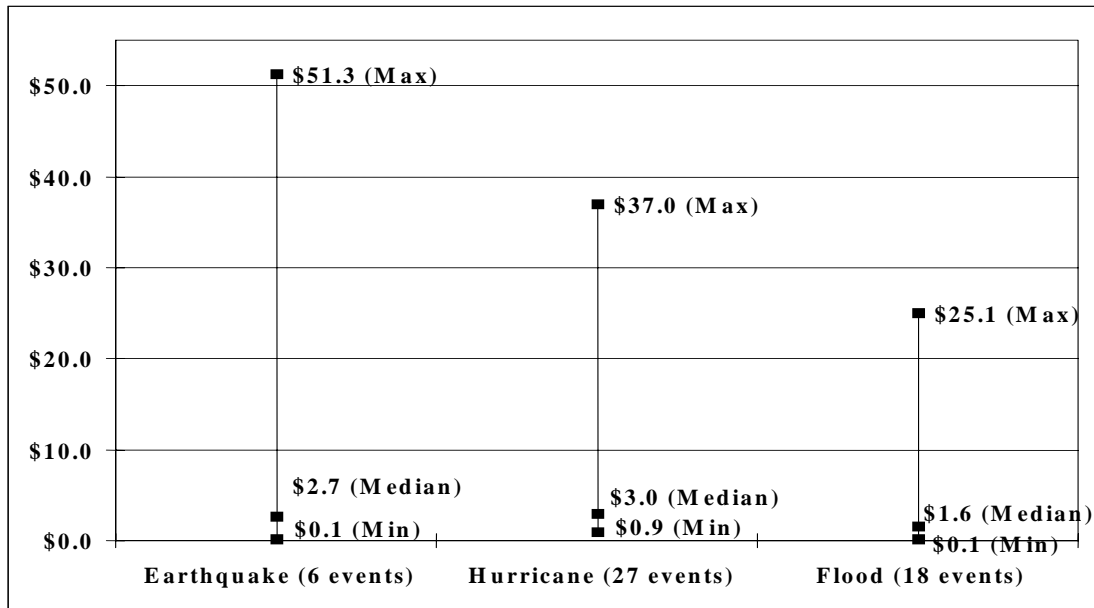 $50.0
$40.0
$30.0
$20.0
$10.0
$0.0
$51.3 (Max)
$2.7 (Median)
$0.1 (Min)
$37.0 (Max)
$3.0 (Median)
$0.9 (Min)
$25.1 (Max)
$1.6 (Median)
$0.1 (Min)
Earthquake (6 events)
Hurricane (27 events)
Flood (18 events)